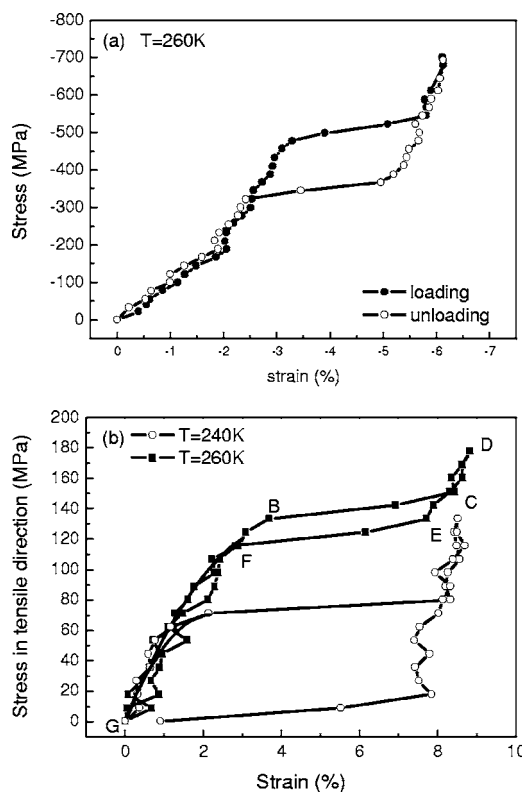 (a) T=260K
-800
-700
-600
-500
-400
-300
-200
-100
0
Stress (MPa)
loading
unloading
0 -1 -2 -3 -4 -5 -6 -7
strain (%)
(b)
T=240K
T=260K
200
180
160
140
120
100
80
60
40
20
0
Stress in tensile direction (MPa)
D
B
C
E
F
G
0 2 4 6 8 10
Strain (%)